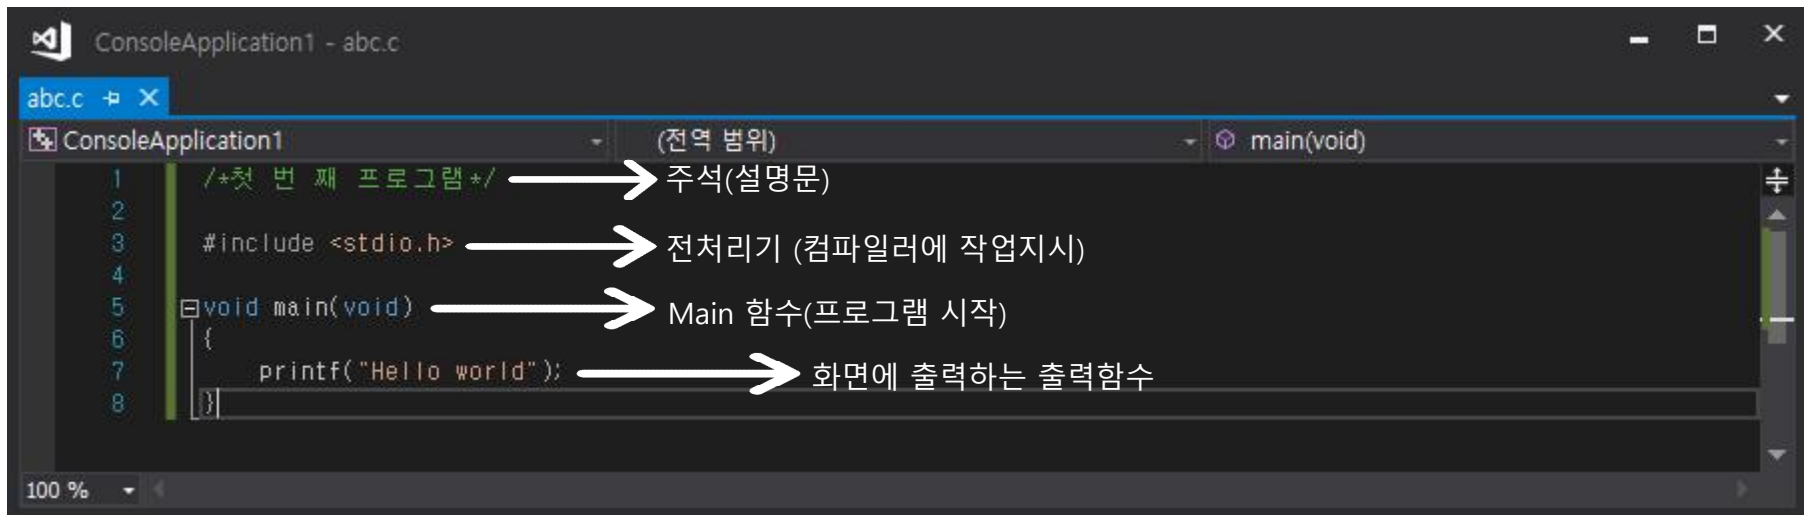 ConsoleApplication1 - abc.c
abc.c
ConsoleApplication1 (전역 범위) main(void)
1 /*첫 번 째 프로그램*/ 주석(설명문)
2
3 #include <stdio.h> 전처리기 (컴파일러에 작업지시)
4
5 void main(void) Main 함수(프로그램 시작)
6 {
7 printf("Hello world"); 화면에 출력하는 출력함수
8 }
100 %